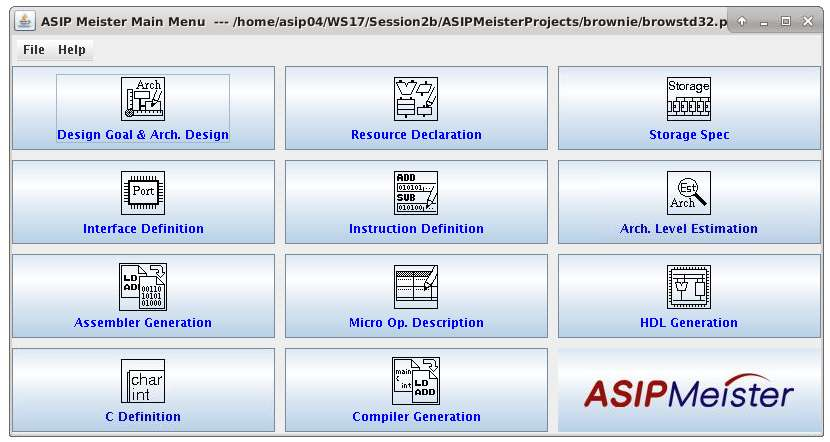 ASIP Meister Main Menu --- /home/asip04/WS17/Session2b/ASIPMeisterProjects/brownie/browstd32.p
File Help
Arch
Design Goal & Arch. Design
Resource Declaration
Storage
Storage Spec
Port
Interface Definition
ADD
010101...
SUB
010100
Instruction Definition
Est
Arch
Arch. Level Estimation
LD
ADD
00110
10101
01000
Assembler Generation
Micro Op. Description
HDL Generation
char
int
C Definition
main
C int
LD
ADD
Compiler Generation
ASIPMeister